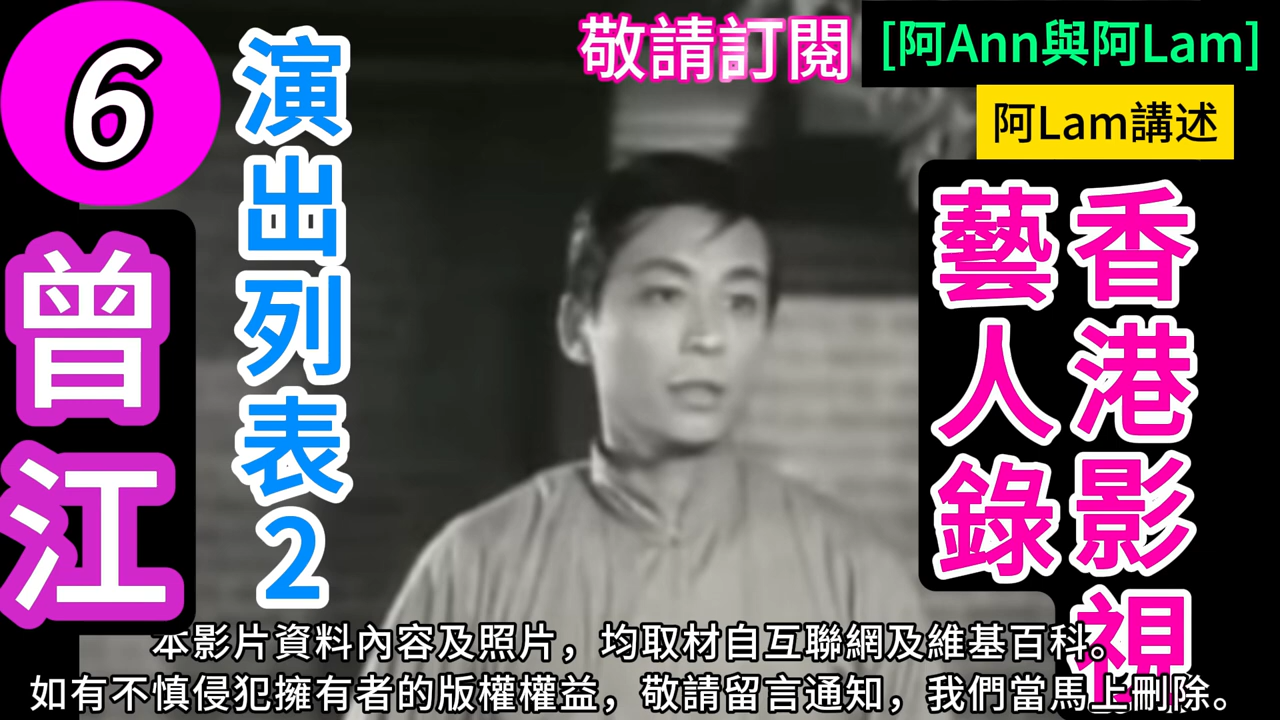 6
曾江
演出列表2
敬請訂閱
[阿Ann與阿Lam]
阿Lam講述
香港影視
藝人錄
本影片資料內容及照片，均取材自互聯網及維基百科。
如有不慎侵犯擁有者的版權權益，敬請留言通知，我們當馬上刪除。